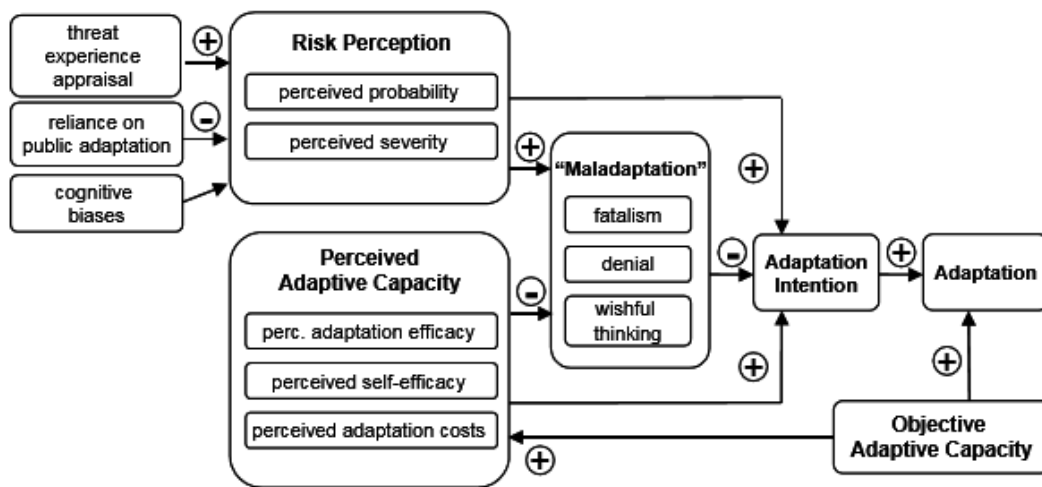 threat
experience
appraisal
+
reliance on
public adaptation
-
cognitive
biases
Risk Perception
perceived probability
perceived severity
+
Perceived
Adaptive Capacity
perc. adaptation efficacy
perceived self-efficacy
perceived adaptation costs
-
“Maladaptation”
fatalism
denial
wishful
thinking
+
-
+
Adaptation
Intention
+
Adaptation
+
Objective
Adaptive Capacity
+